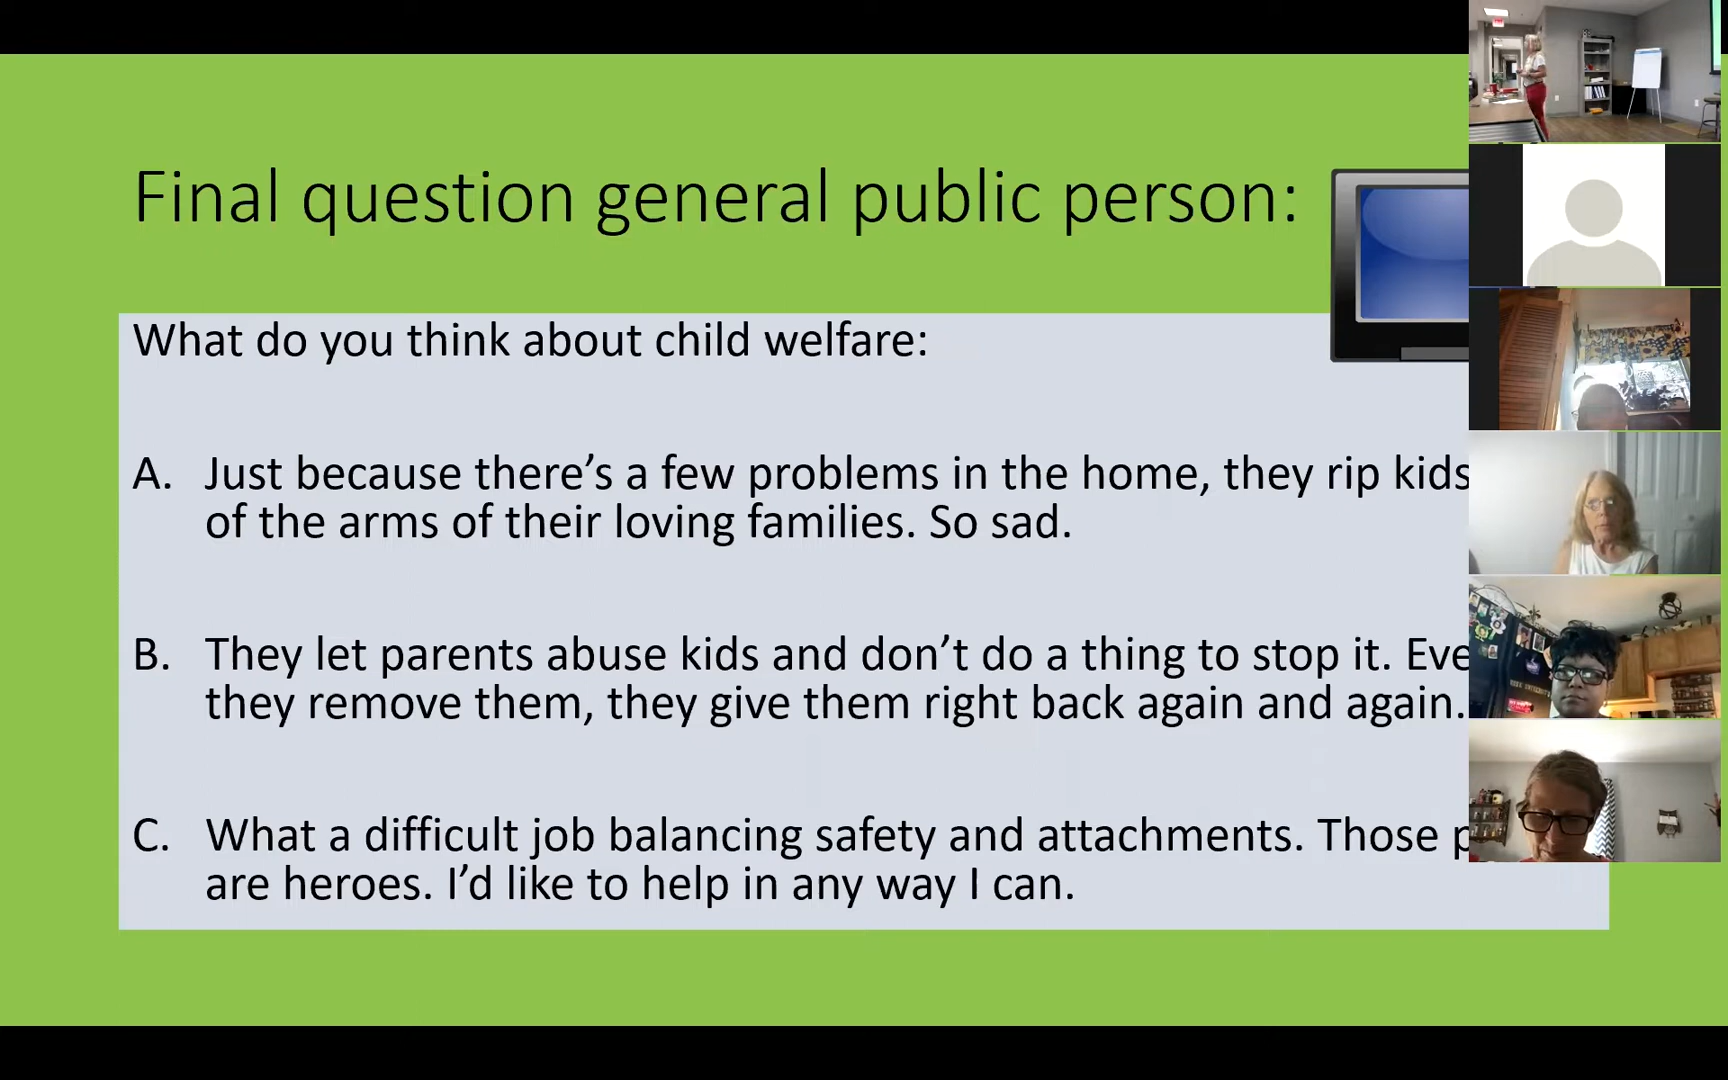 Final question general public person:
What do you think about child welfare:
A. Just because there's a few problems in the home, they rip kids
of the arms of their loving families. So sad.
B. They let parents abuse kids and don't do a thing to stop it.
they remove them, they give them right back again and again.
C. What a difficult job balancing safety and attachments. Those
are heroes. I'd like to help in any way I can.